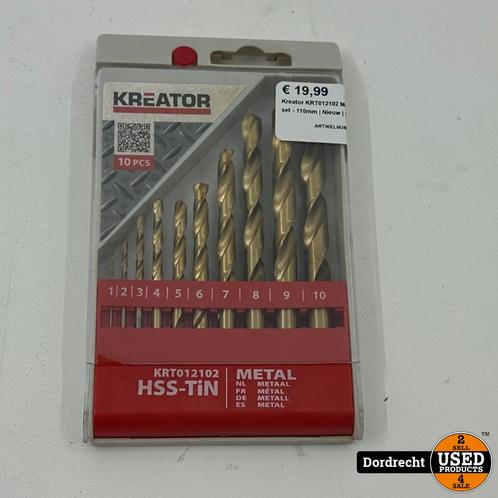 KREATOR
10 PCS
€ 19,99
Kreator KRT012102
set - 110mm | Nieuw |
1 2 3 4 5 6 7 8 9 10
KRT012102
HSS-TiN
METAL
NL METAAL
FR MÉTAL
DE METALL
ES METAL
Dordrecht
2
SELL
USED
PRODUCTS
4
SALE
TM